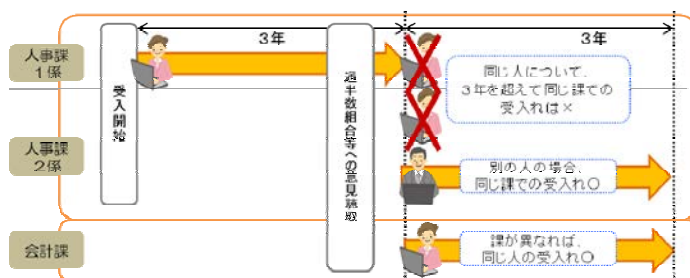 3年
3年
人事課
1係
受入開始
過半数組合等への意見聴取
同じ人について、
3年を超えて同じ課での
受入れは×
人事課
2係
別の人の場合、
同じ課での受入れ〇
会計課
課が異なれば、
同じ人の受入れ〇